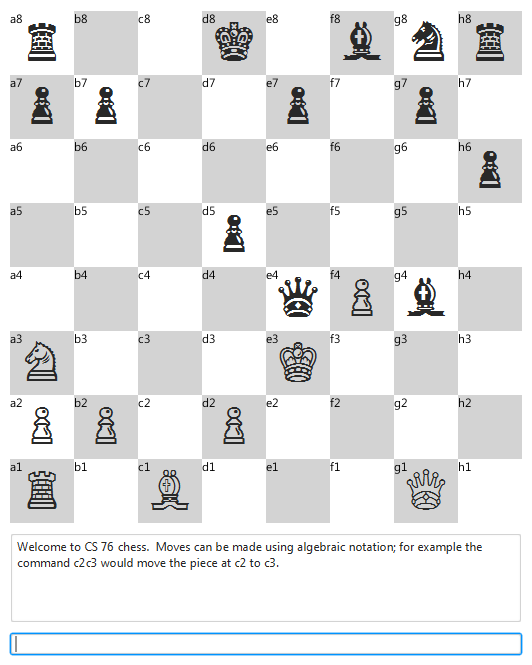 a8 b8 c8 d8 e8 f8 g8 h8
a7 b7 c7 d7 e7 f7 g7 h7
a6 b6 c6 d6 e6 f6 g6 h6
a5 b5 c5 d5 e5 f5 g5 h5
a4 b4 c4 d4 e4 f4 g4 h4
a3 b3 c3 d3 e3 f3 g3 h3
a2 b2 c2 d2 e2 f2 g2 h2
a1 b1 c1 d1 e1 f1 g1 h1
Welcome to CS 76 chess.  Moves can be made using algebraic notation; for example the
command c2c3 would move the piece at c2 to c3.